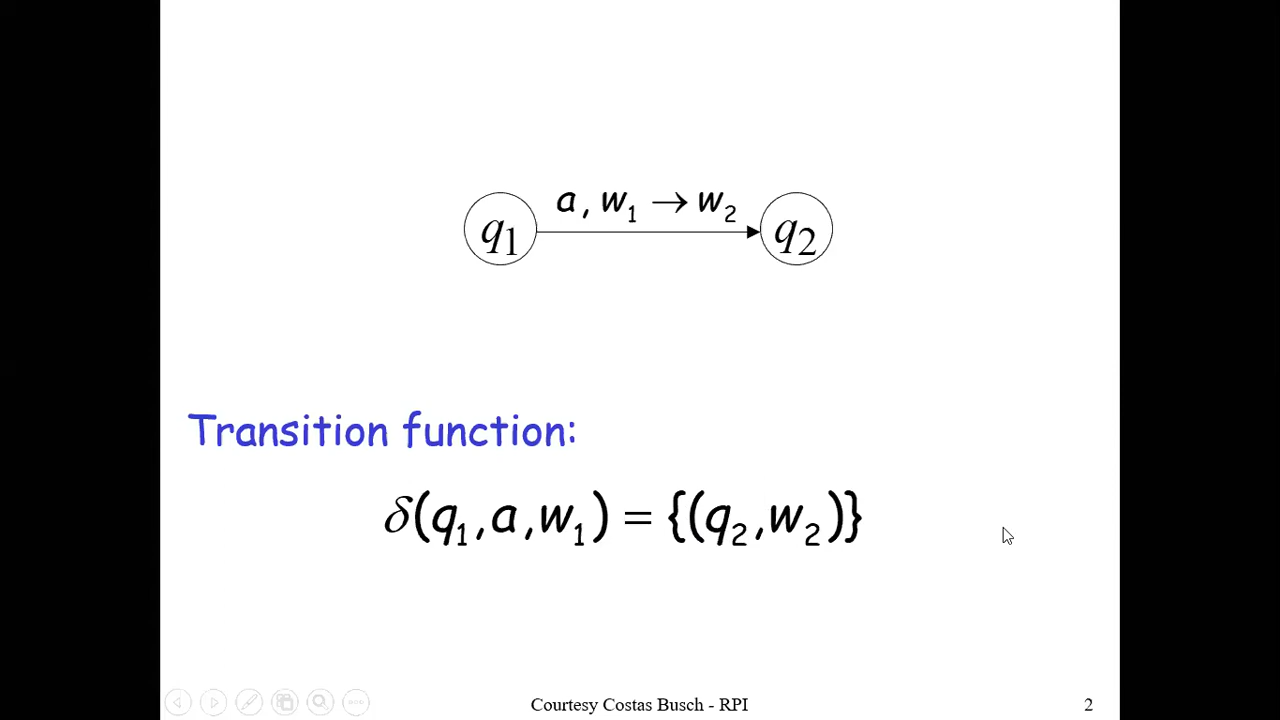 a, w₁ → w₂
q₁ q₂
Transition function:
δ(q₁,a,w₁) = {(q₂,w₂)}
Courtesy Costas Busch - RPI 2